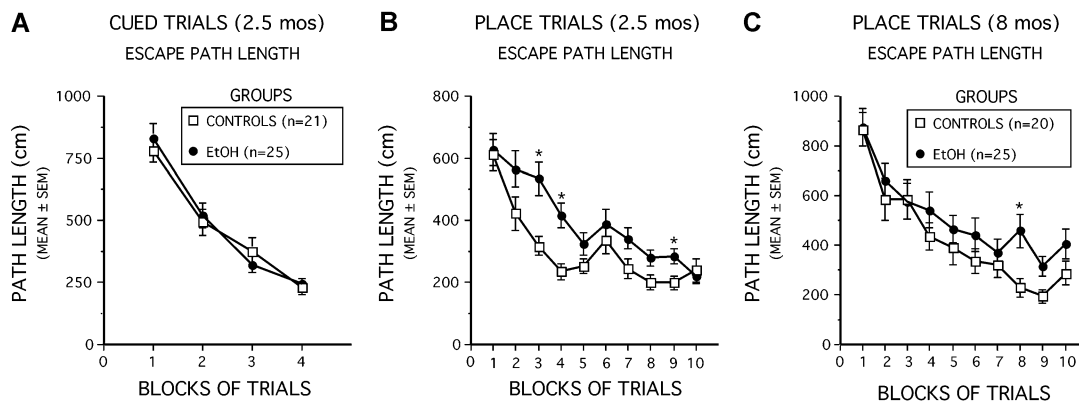 A
CUED TRIALS (2.5 mos)
ESCAPE PATH LENGTH
PATH LENGTH (cm)
(MEAN ± SEM)
1000
750
500
250
0
GROUPS
CONTROLS (n=21)
EtOH (n=25)
0 1 2 3 4
BLOCKS OF TRIALS
B
PLACE TRIALS (2.5 mos)
ESCAPE PATH LENGTH
PATH LENGTH (cm)
(MEAN ± SEM)
800
600
400
200
0
*
*
*
0 1 2 3 4 5 6 7 8 9 10
BLOCKS OF TRIALS
C
PLACE TRIALS (8 mos)
ESCAPE PATH LENGTH
PATH LENGTH (cm)
(MEAN ± SEM)
1000
800
600
400
200
0
GROUPS
CONTROLS (n=20)
EtOH (n=25)
*
0 1 2 3 4 5 6 7 8 9 10
BLOCKS OF TRIALS